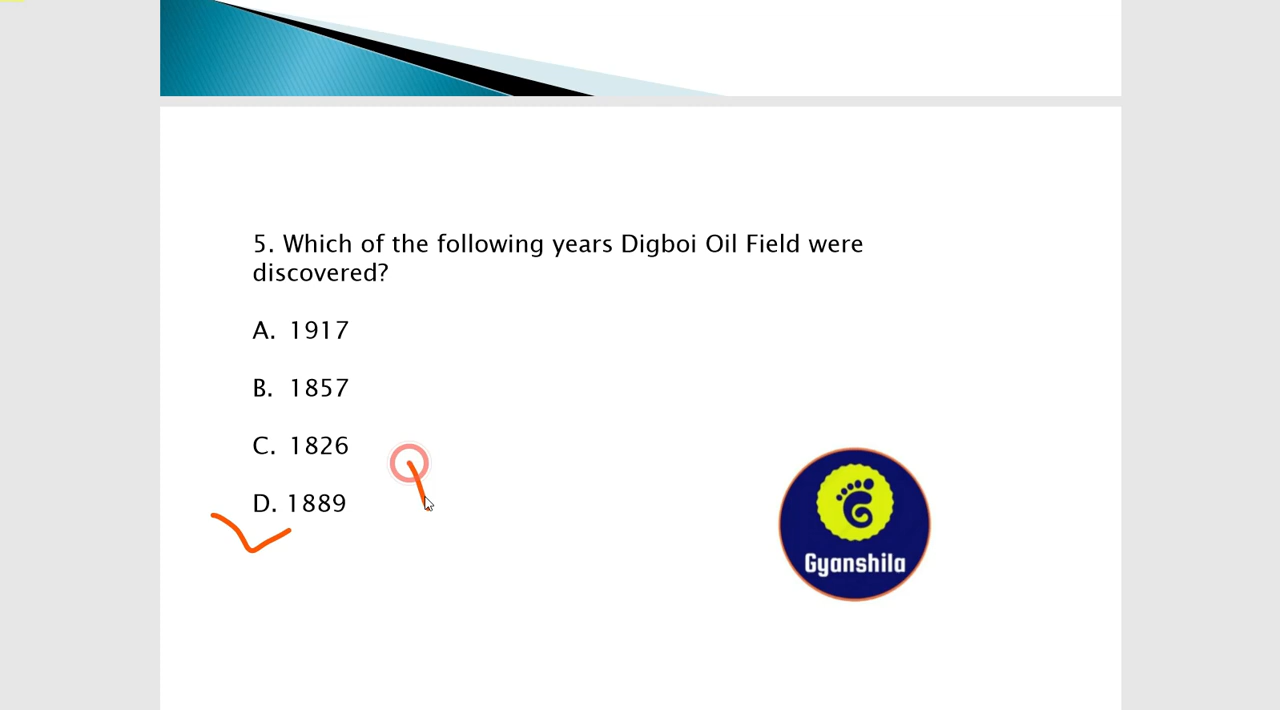 5. Which of the following years Digboi Oil Field were
discovered?
A. 1917
B. 1857
C. 1826
D. 1889
Gyanshila